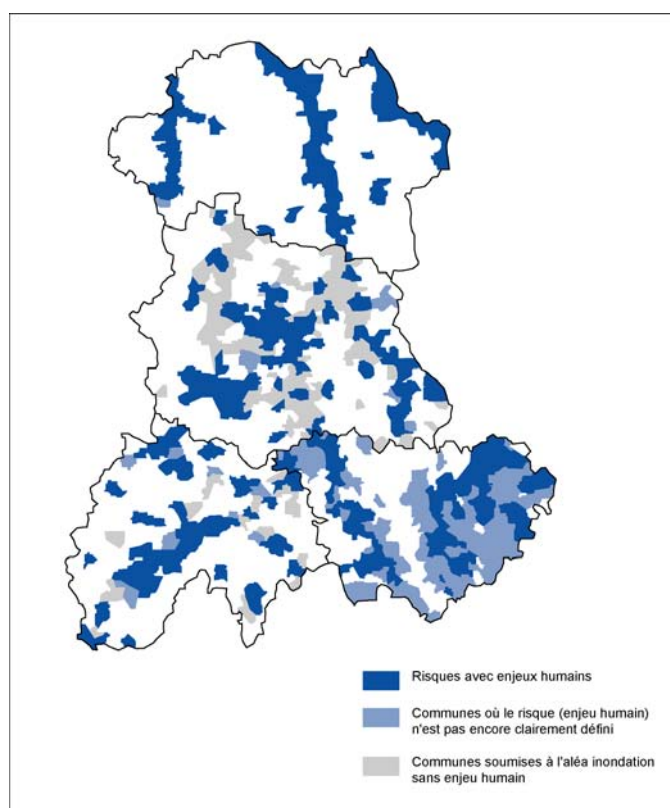 Risques avec enjeux humains
Communes où le risque (enjeu humain)
n'est pas encore clairement défini
Communes soumises à l'aléa inondation
sans enjeu humain